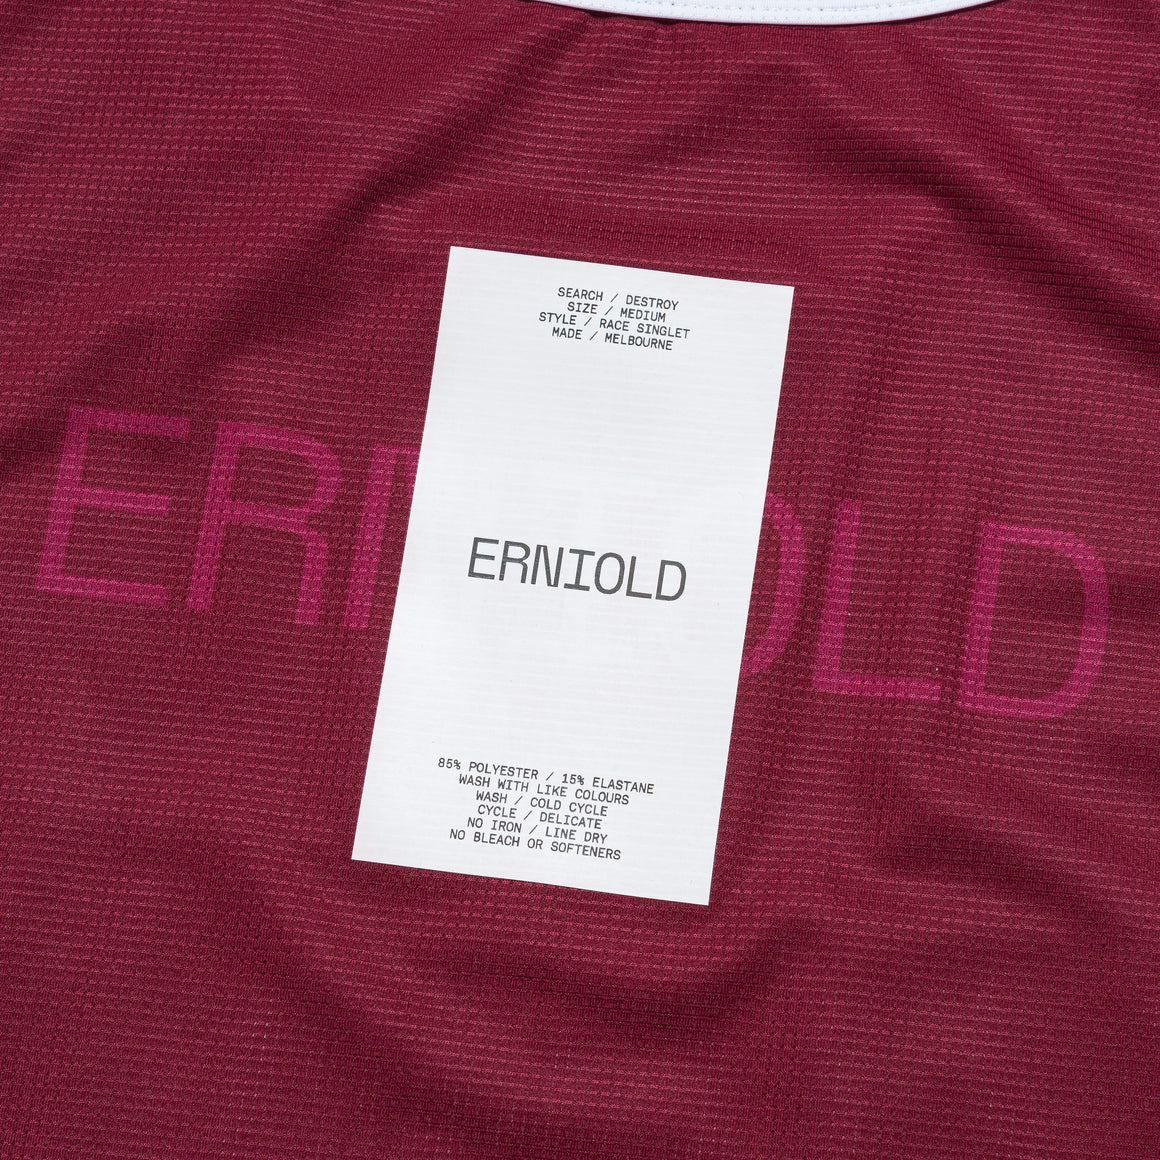 SEARCH / DESTROY
SIZE / MEDIUM
STYLE / RACE SINGLET
MADE / MELBOURNE
ERNIOLD
ERNIOLD
85% POLYESTER / 15% ELASTANE
WASH WITH LIKE COLOURS
WASH / COLD CYCLE
CYCLE / DELICATE
NO IRON / LINE DRY
NO BLEACH OR SOFTENERS